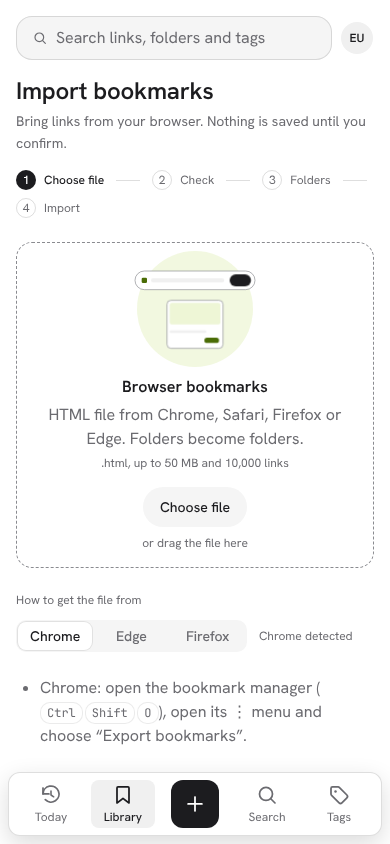 Search links, folders and tags
EU
Import bookmarks
Bring links from your browser. Nothing is saved until you
confirm.
1 Choose file 2 Check 3 Folders
4 Import
Browser bookmarks
HTML file from Chrome, Safari, Firefox or
Edge. Folders become folders.
.html, up to 50 MB and 10,000 links
Choose file
or drag the file here
How to get the file from
Chrome Edge Firefox Chrome detected
• Chrome: open the bookmark manager (
Ctrl Shift O), open its ⋮ menu and
choose “Export bookmarks”.
Today Library + Search Tags